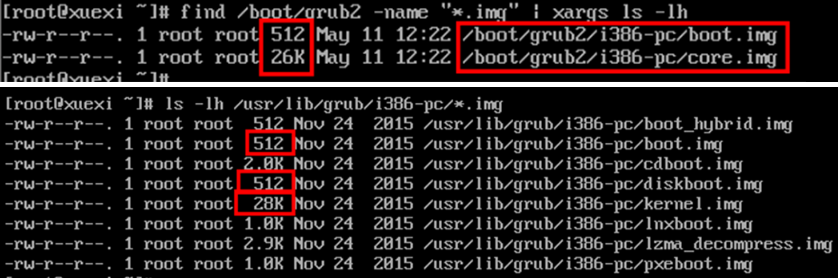 [root@xuexi ~]# find /boot/grub2 -name "*.img" | xargs ls -lh
-rw-r--r--. 1 root root 512 May 11 12:22 /boot/grub2/i386-pc/boot.img
-rw-r--r--. 1 root root 26K May 11 12:22 /boot/grub2/i386-pc/core.img
[root@xuexi ~]#
[root@xuexi ~]# ls -lh /usr/lib/grub/i386-pc/*.img
-rw-r--r--. 1 root root 512 Nov 24 2015 /usr/lib/grub/i386-pc/boot_hybrid.img
-rw-r--r--. 1 root root 512 Nov 24 2015 /usr/lib/grub/i386-pc/boot.img
-rw-r--r--. 1 root root 2.0K Nov 24 2015 /usr/lib/grub/i386-pc/cdboot.img
-rw-r--r--. 1 root root 512 Nov 24 2015 /usr/lib/grub/i386-pc/diskboot.img
-rw-r--r--. 1 root root 28K Nov 24 2015 /usr/lib/grub/i386-pc/kernel.img
-rw-r--r--. 1 root root 1.0K Nov 24 2015 /usr/lib/grub/i386-pc/lnxboot.img
-rw-r--r--. 1 root root 2.9K Nov 24 2015 /usr/lib/grub/i386-pc/lzma_decompress.img
-rw-r--r--. 1 root root 1.0K Nov 24 2015 /usr/lib/grub/i386-pc/pxeboot.img